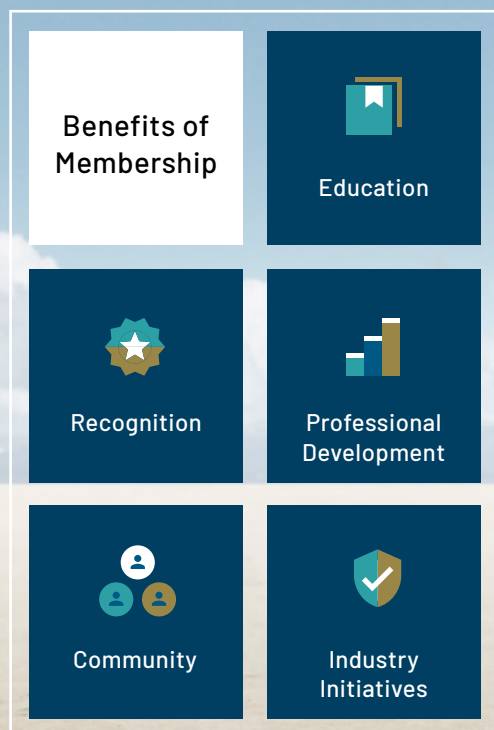 Benefits of
Membership
Education
Recognition
Professional
Development
Community
Industry
Initiatives